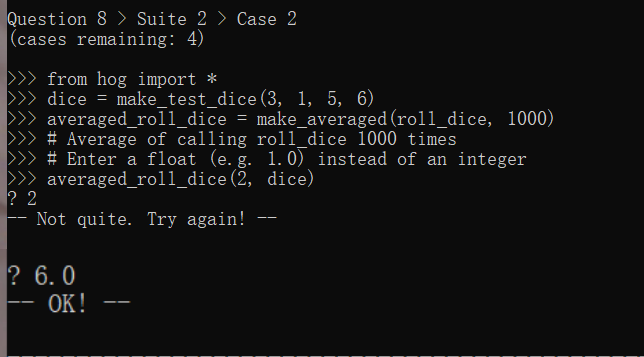 Question 8 > Suite 2 > Case 2
(cases remaining: 4)
>>> from hog import *
>>> dice = make_test_dice(3, 1, 5, 6)
>>> averaged_roll_dice = make_averaged(roll_dice, 1000)
>>> # Average of calling roll_dice 1000 times
>>> # Enter a float (e.g. 1.0) instead of an integer
>>> averaged_roll_dice(2, dice)
? 2
-- Not quite. Try again! --
? 6.0
-- OK! --